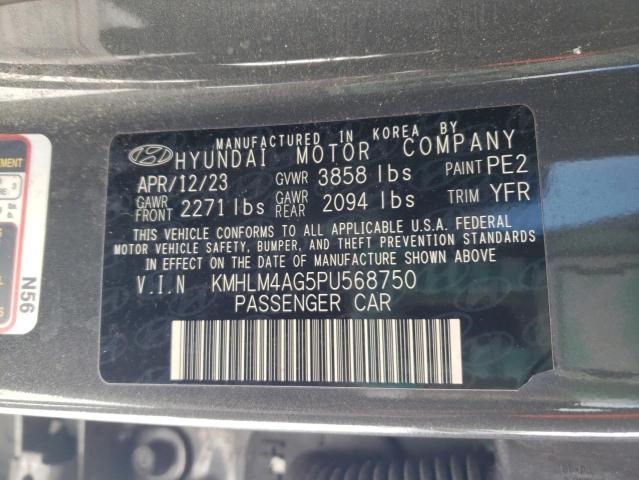 MANUFACTURED IN KOREA BY
HYUNDAI MOTOR COMPANY
APR/12/23 GVWR 3858 lbs PAINT PE2
GAWR FRONT 2271 lbs GAWR REAR 2094 lbs TRIM YFR
THIS VEHICLE CONFORMS TO ALL APPLICABLE U.S.A. FEDERAL
MOTOR VEHICLE SAFETY, BUMPER, AND THEFT PREVENTION
STANDARDS IN EFFECT ON THE DATE OF MANUFACTURE SHOWN ABOVE
V.I.N KMHLM4AG5PU568750
PASSENGER CAR
N56